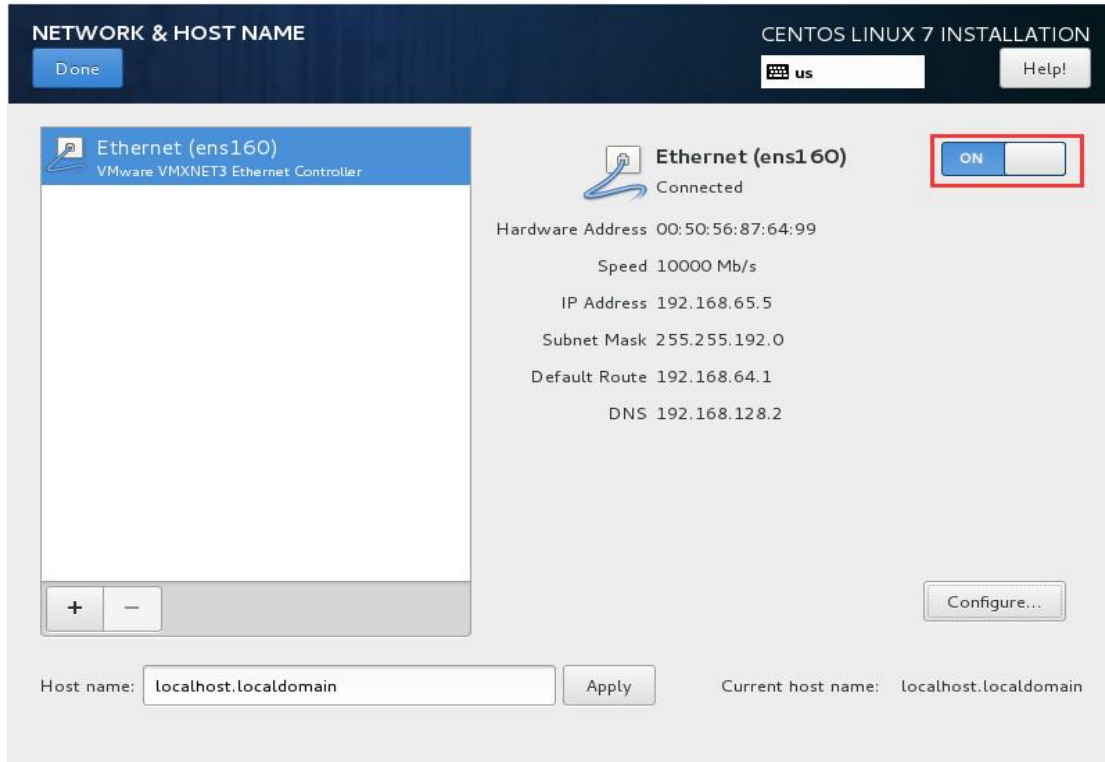 NETWORK & HOST NAME
CENTOS LINUX 7 INSTALLATION
Done
us
Help!
Ethernet (ens160)
VMware VMXNET3 Ethernet Controller
Ethernet (ens160)
Connected
ON
Hardware Address 00:50:56:87:64:99
Speed 10000 Mb/s
IP Address 192.168.65.5
Subnet Mask 255.255.192.0
Default Route 192.168.64.1
DNS 192.168.128.2
+ −
Configure...
Host name: localhost.localdomain Apply Current host name: localhost.localdomain